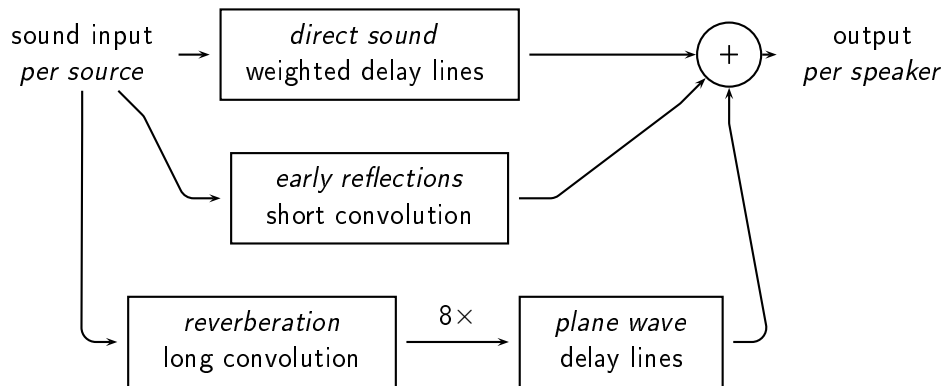 sound input
per source
direct sound
weighted delay lines
+
output
per speaker
early reflections
short convolution
reverberation
long convolution
8×
plane wave
delay lines